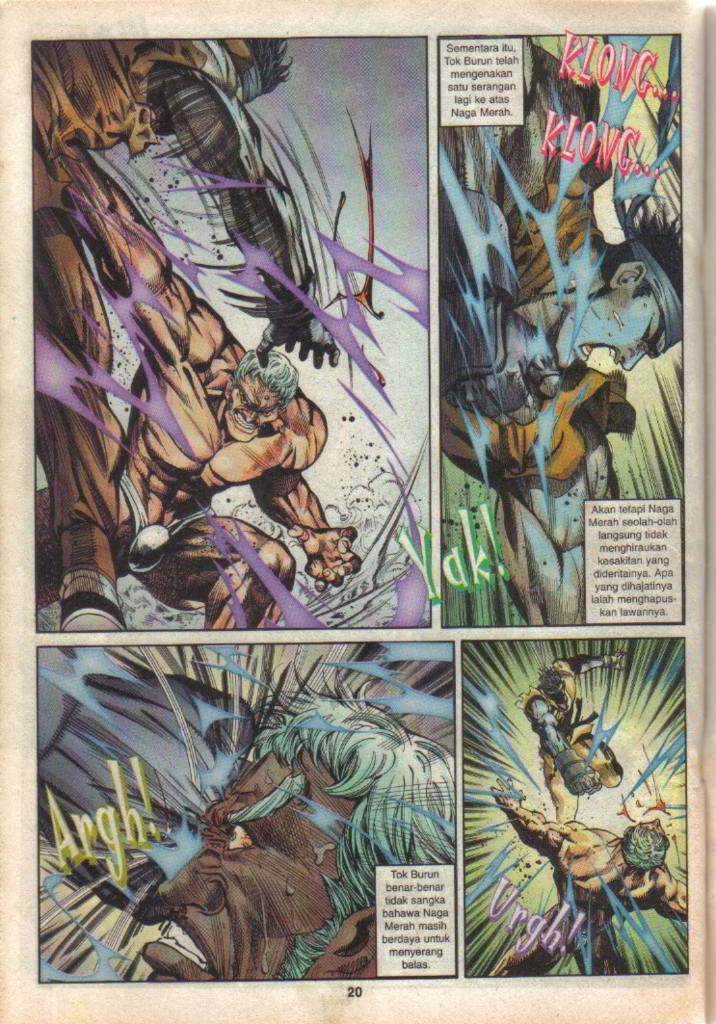 Sementara itu,
Tok Burun telah
mengenakan
satu serangan
lagi ke atas
Naga Merah.
KLONG...
KLONG...
Yak!
Akan tetapi Naga
Merah seolah-olah
langsung tidak
menghiraukan
kesakitan yang
dideritainya. Apa
yang dihajatinya
ialah menghapus-
kan lawannya.
Argh!
Tok Burun
benar-benar
tidak sangka
bahawa Naga
Merah masih
berdaya untuk
menyerang
balas.
Urgh!
20